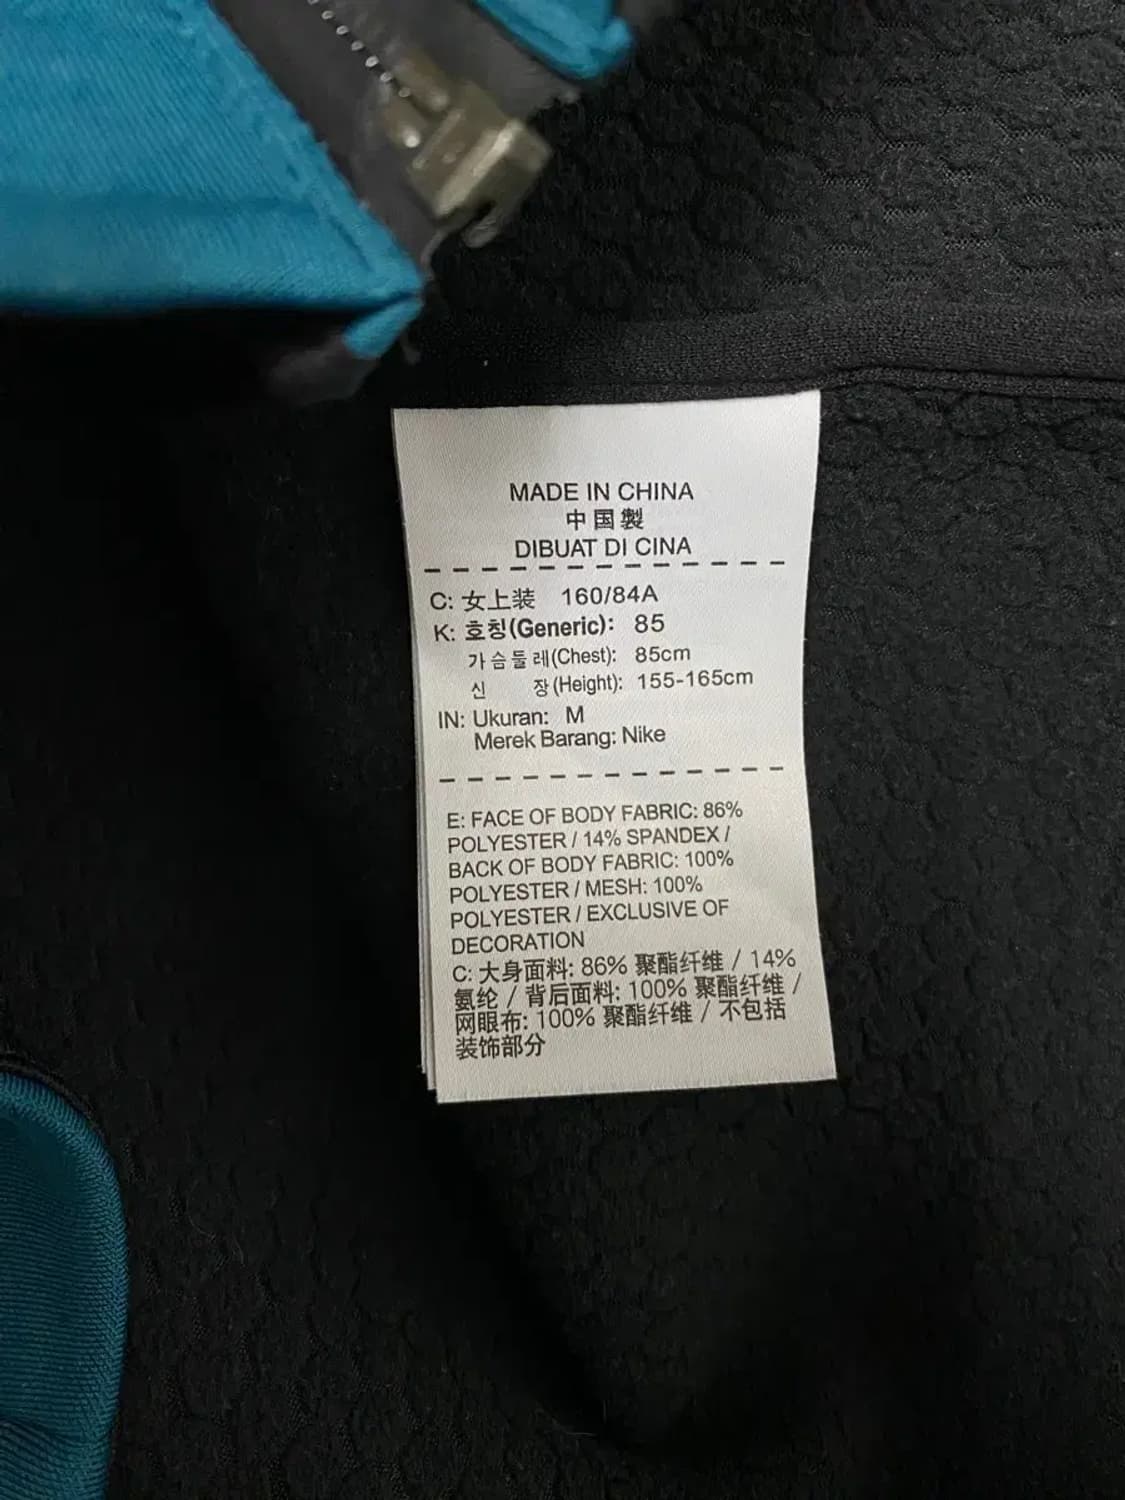 MADE IN CHINA
中国製
DIBUAT DI CINA
C: 女上装 160/84A
K: 호칭(Generic): 85
가슴둘레(Chest): 85cm
신 장(Height): 155-165cm
IN: Ukuran: M
Merek Barang: Nike
E: FACE OF BODY FABRIC: 86%
POLYESTER / 14% SPANDEX /
BACK OF BODY FABRIC: 100%
POLYESTER / MESH: 100%
POLYESTER / EXCLUSIVE OF
DECORATION
C: 大身面料: 86% 聚酯纤维 / 14%
氨纶 / 背后面料: 100% 聚酯纤维 /
网眼布: 100% 聚酯纤维 / 不包括
装饰部分